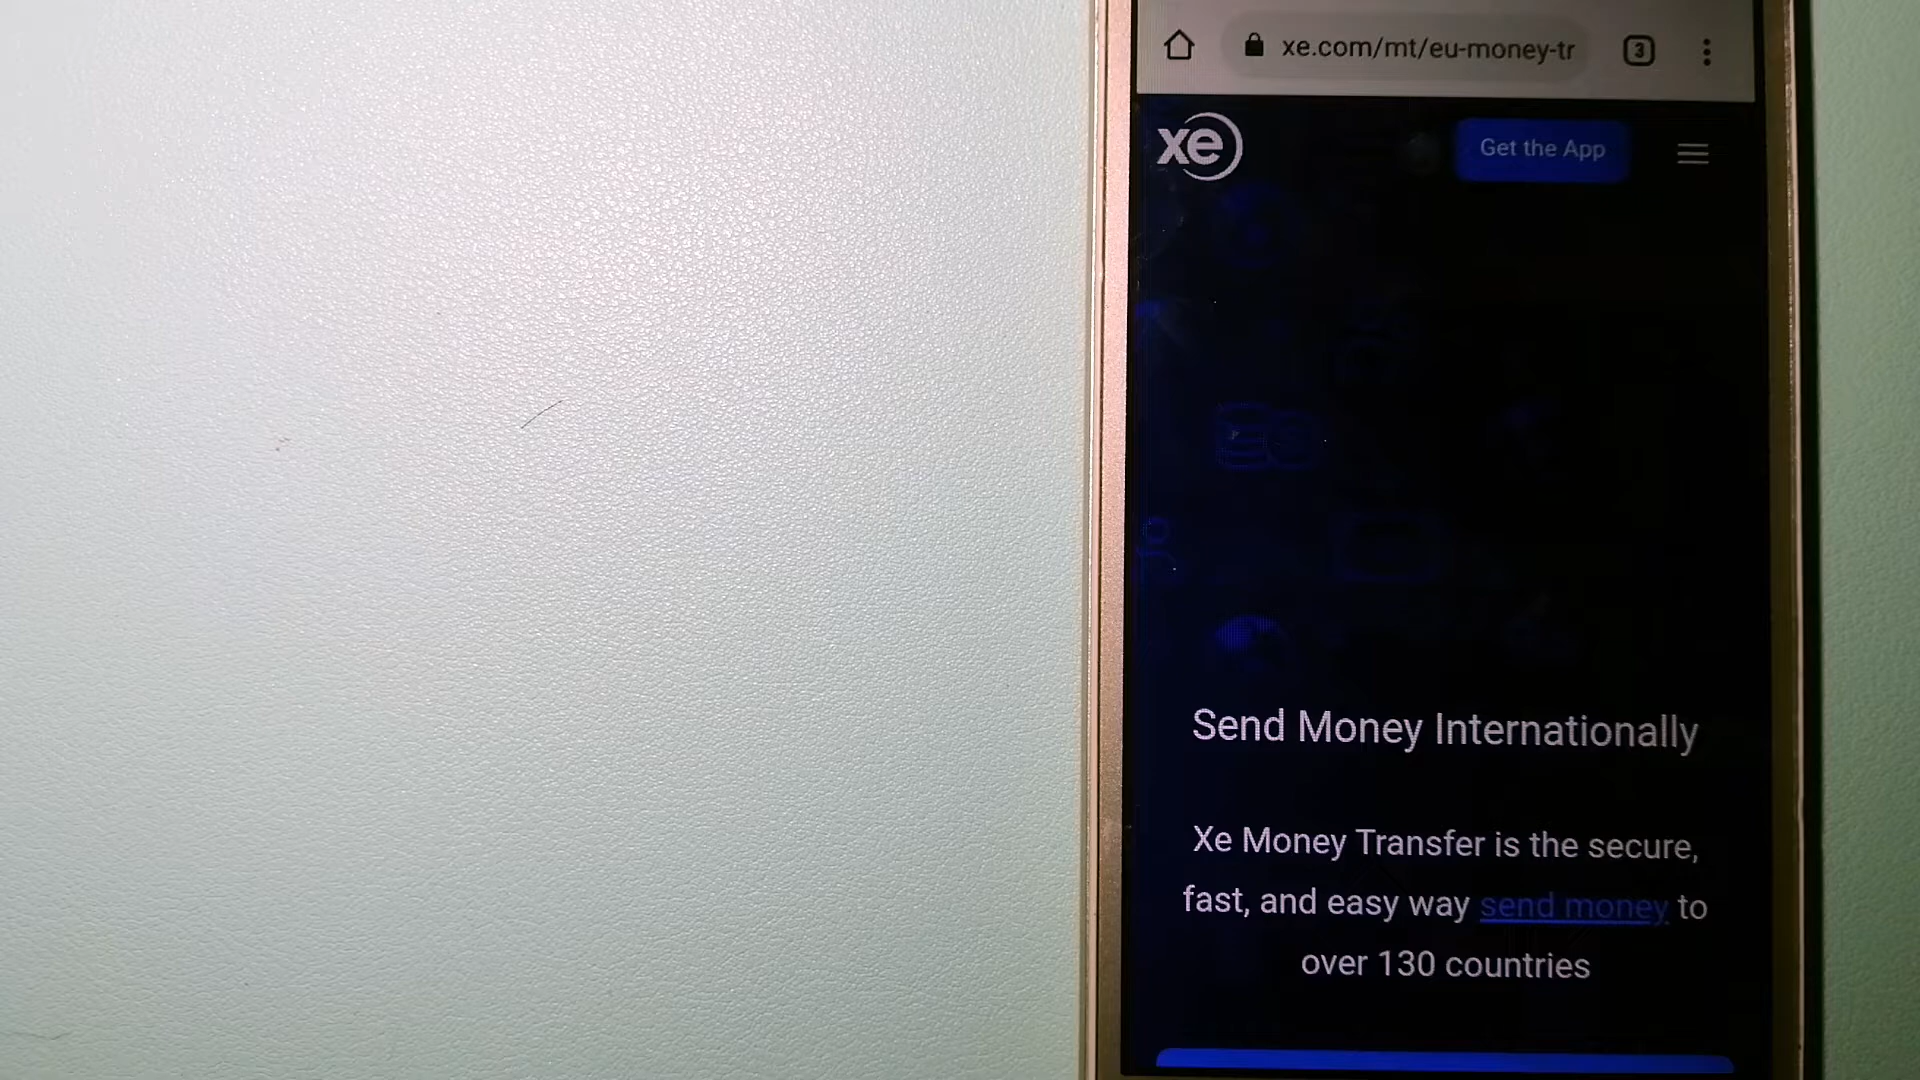 xe.com/mt/eu-money-tr
3
xe
Get the App
Send Money Internationally
Xe Money Transfer is the secure,
fast, and easy way send money to
over 130 countries